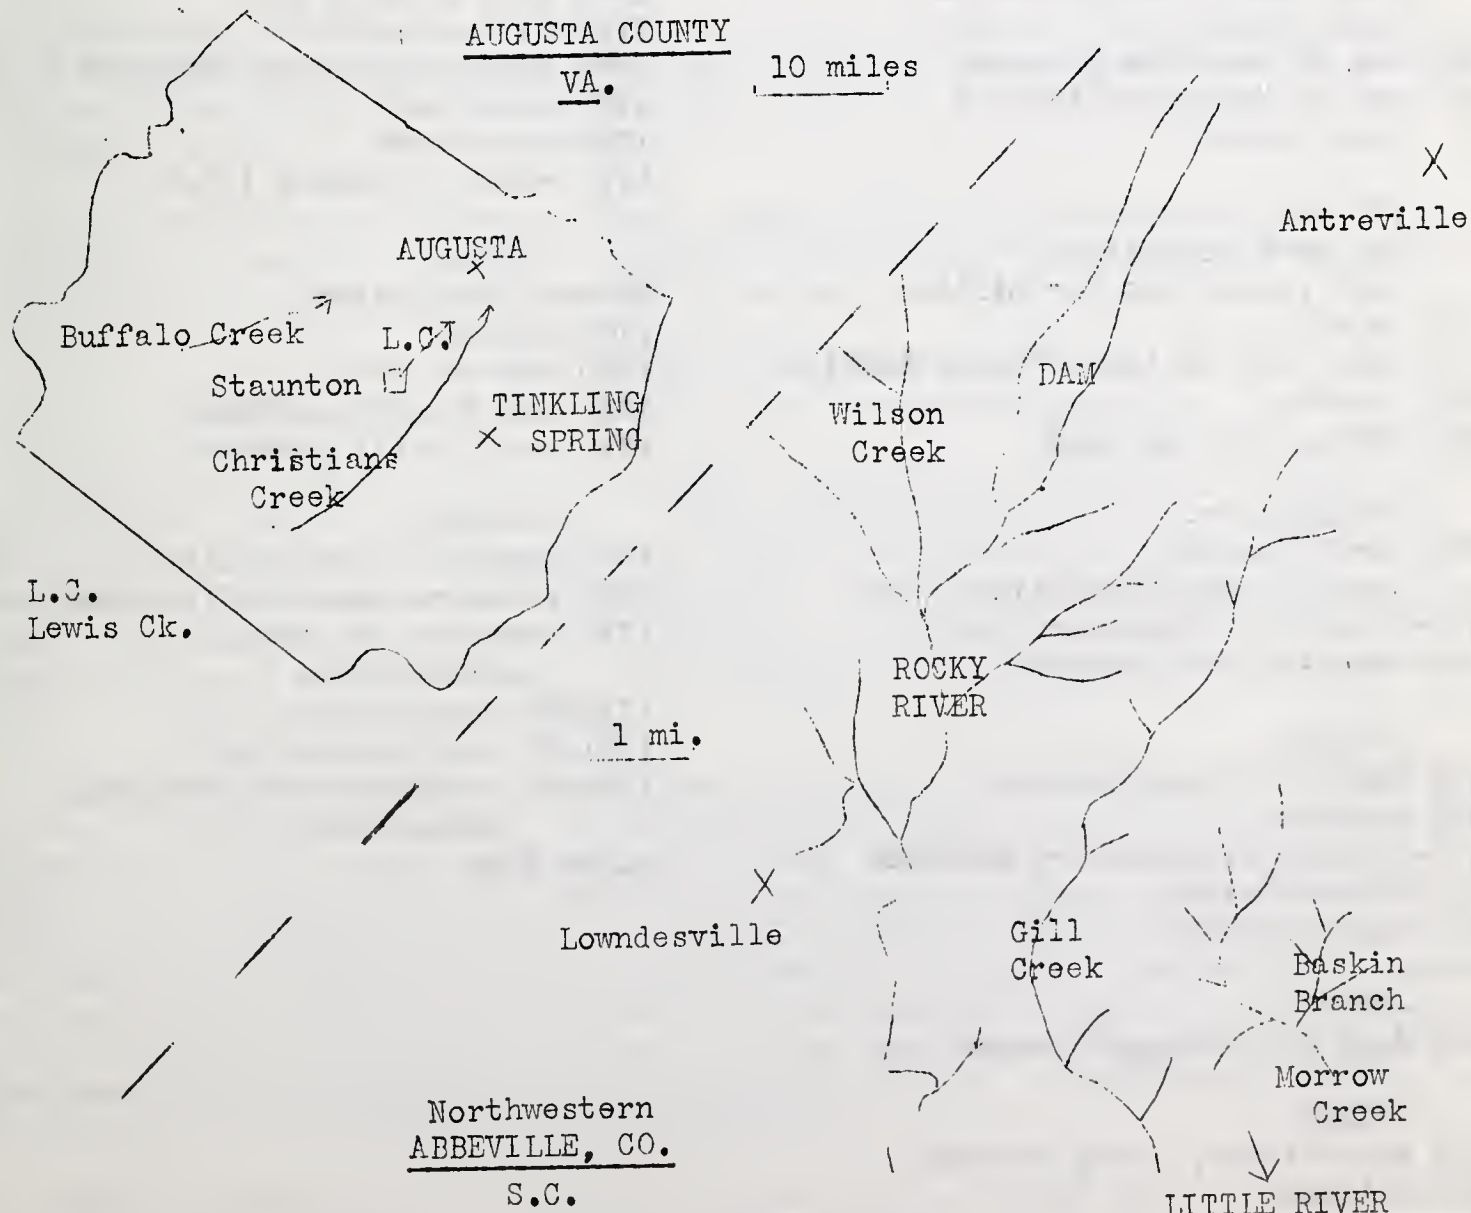 AUGUSTA COUNTY
VA.
10 miles
Antreville
AUGUSTA
Buffalo Creek
L.C.
Staunton
TINKLING
SPRING
Christians
Creek
L.C.
Lewis Ck.
DAM
Wilson
Creek
ROCKY
RIVER
1 mi.
Lowndesville
Gill
Creek
Baskin
Branch
Morrow
Creek
Northwestern
ABBEVILLE, CO.
S.C.
LITTLE RIVER